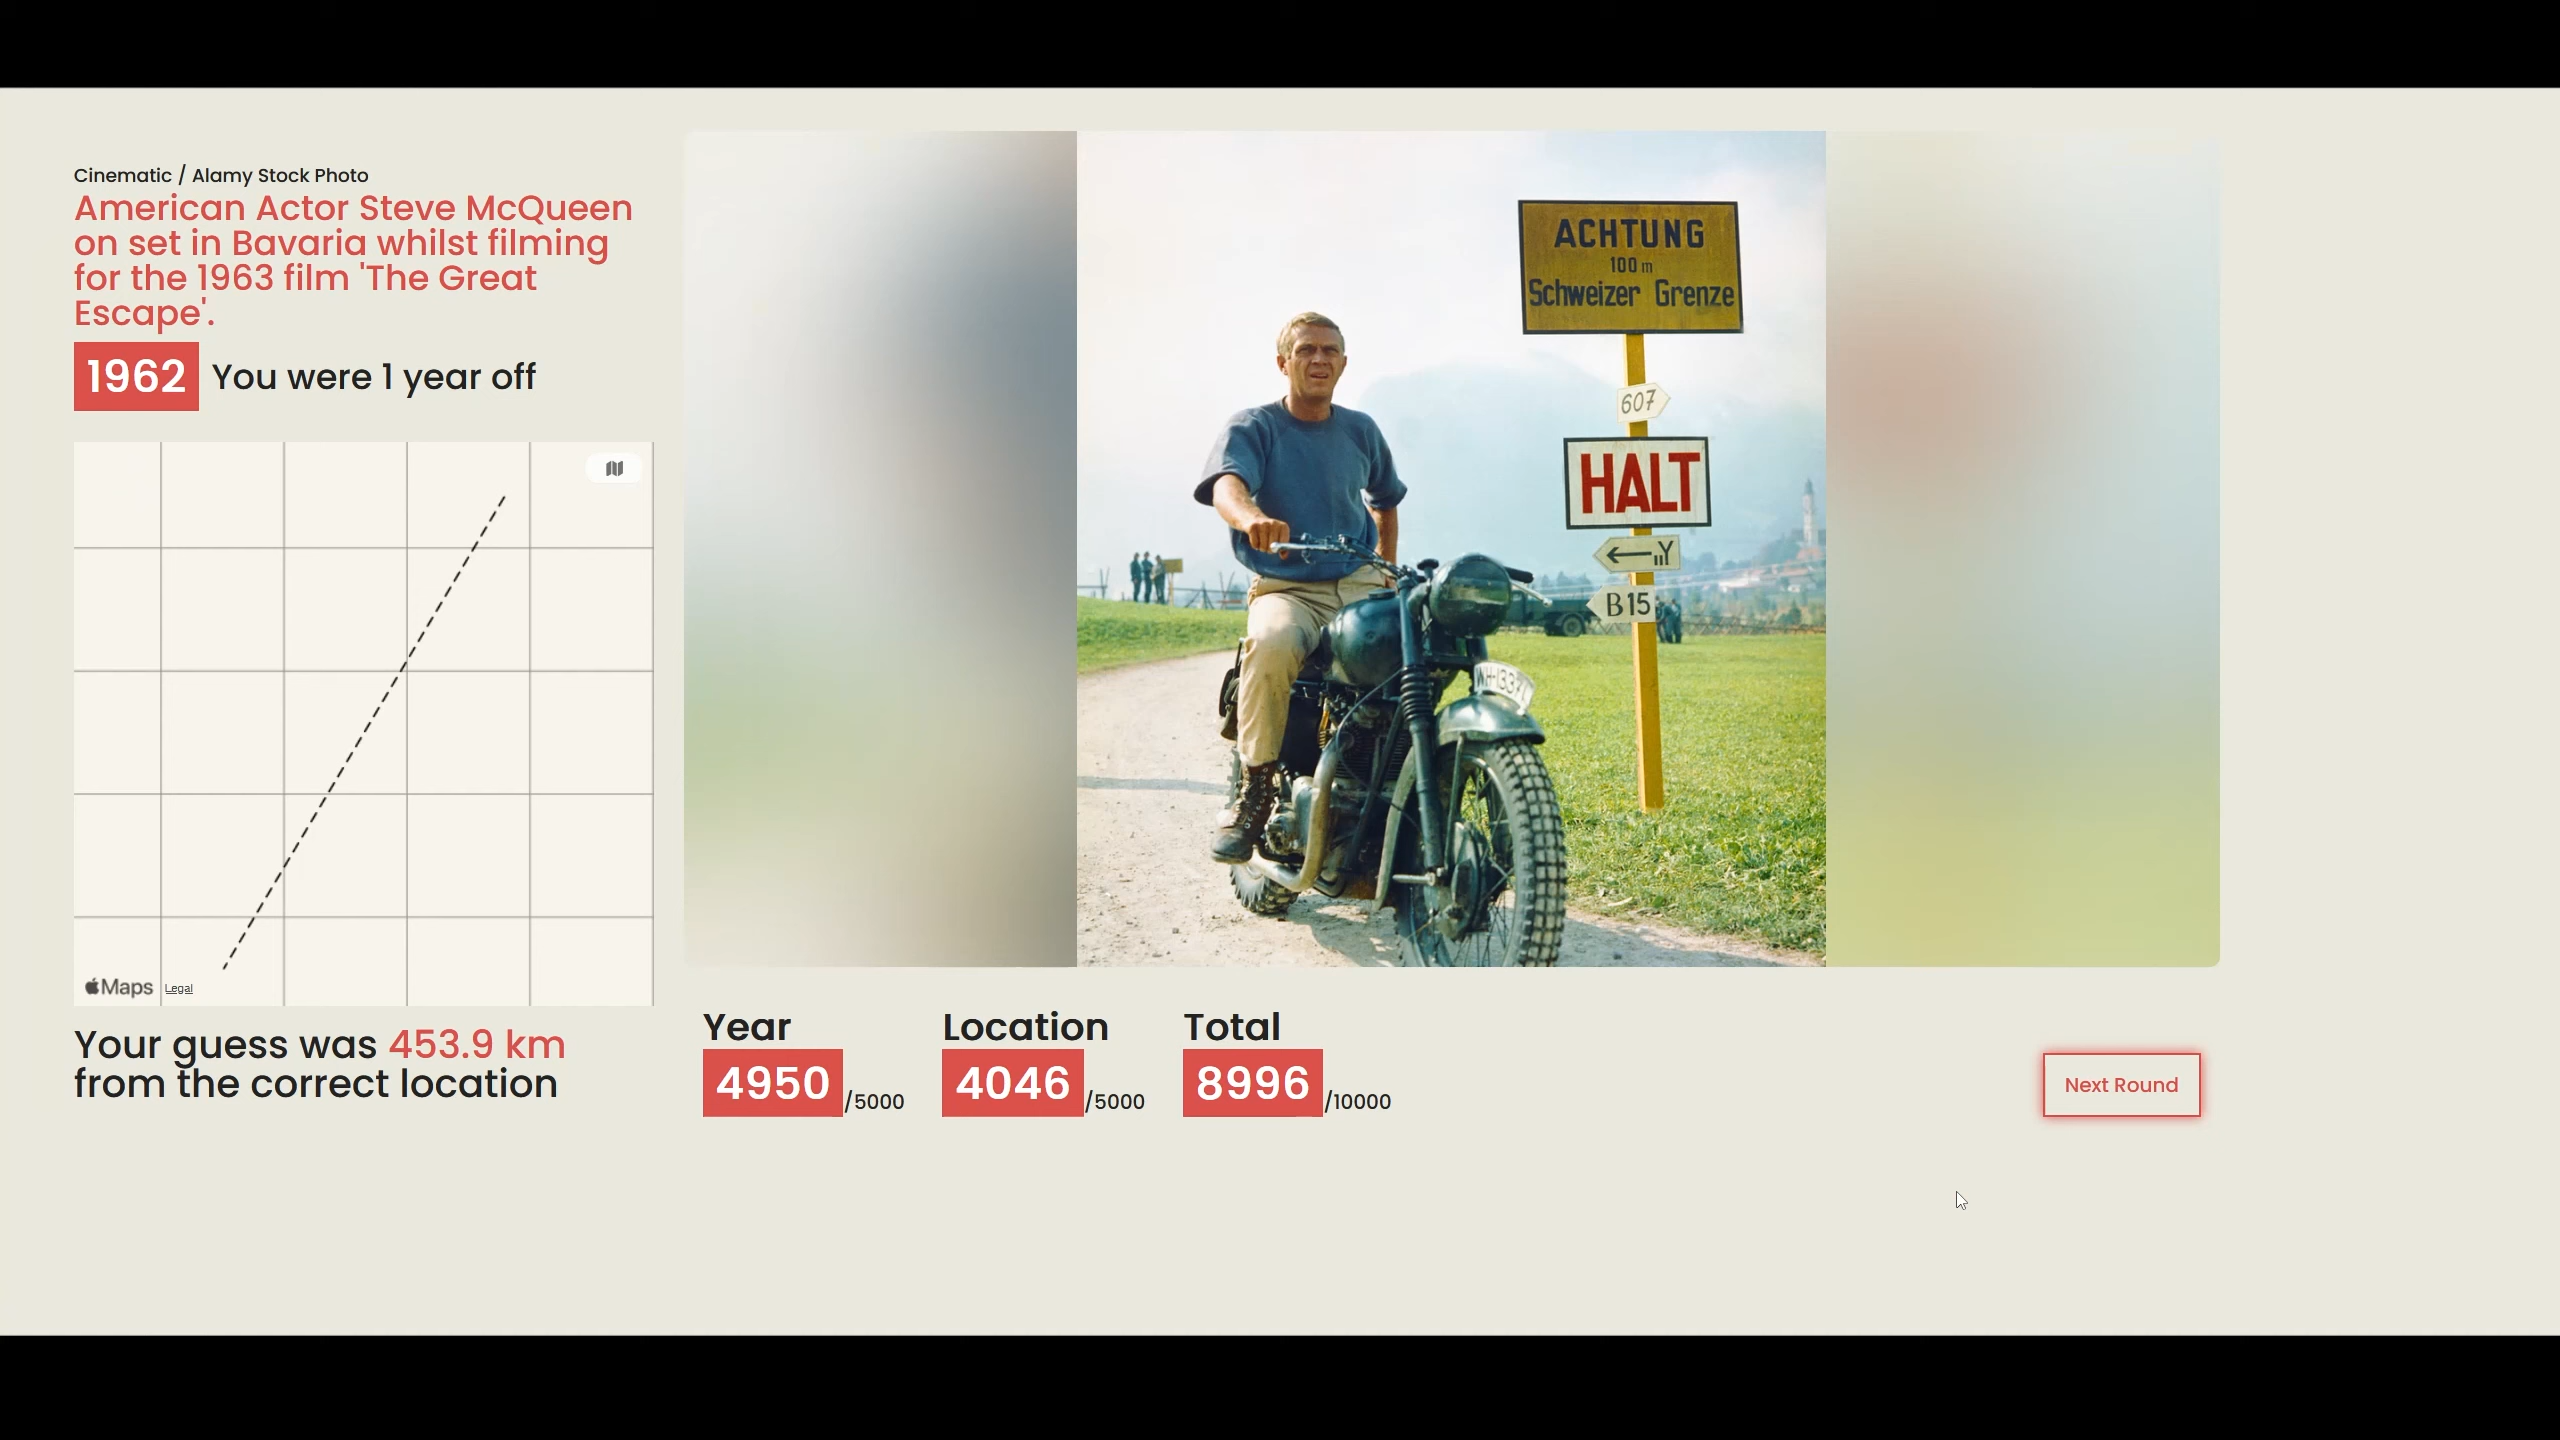 Cinematic / Alamy Stock Photo
American Actor Steve McQueen
on set in Bavaria whilst filming
for the 1963 film 'The Great
Escape'.
1962 You were 1 year off
Maps Legal
Your guess was 453.9 km
from the correct location
ACHTUNG
100 m
Schweizer Grenze
607
HALT
B15
Year
4950 /5000
Location
4046 /5000
Total
8996 /10000
Next Round